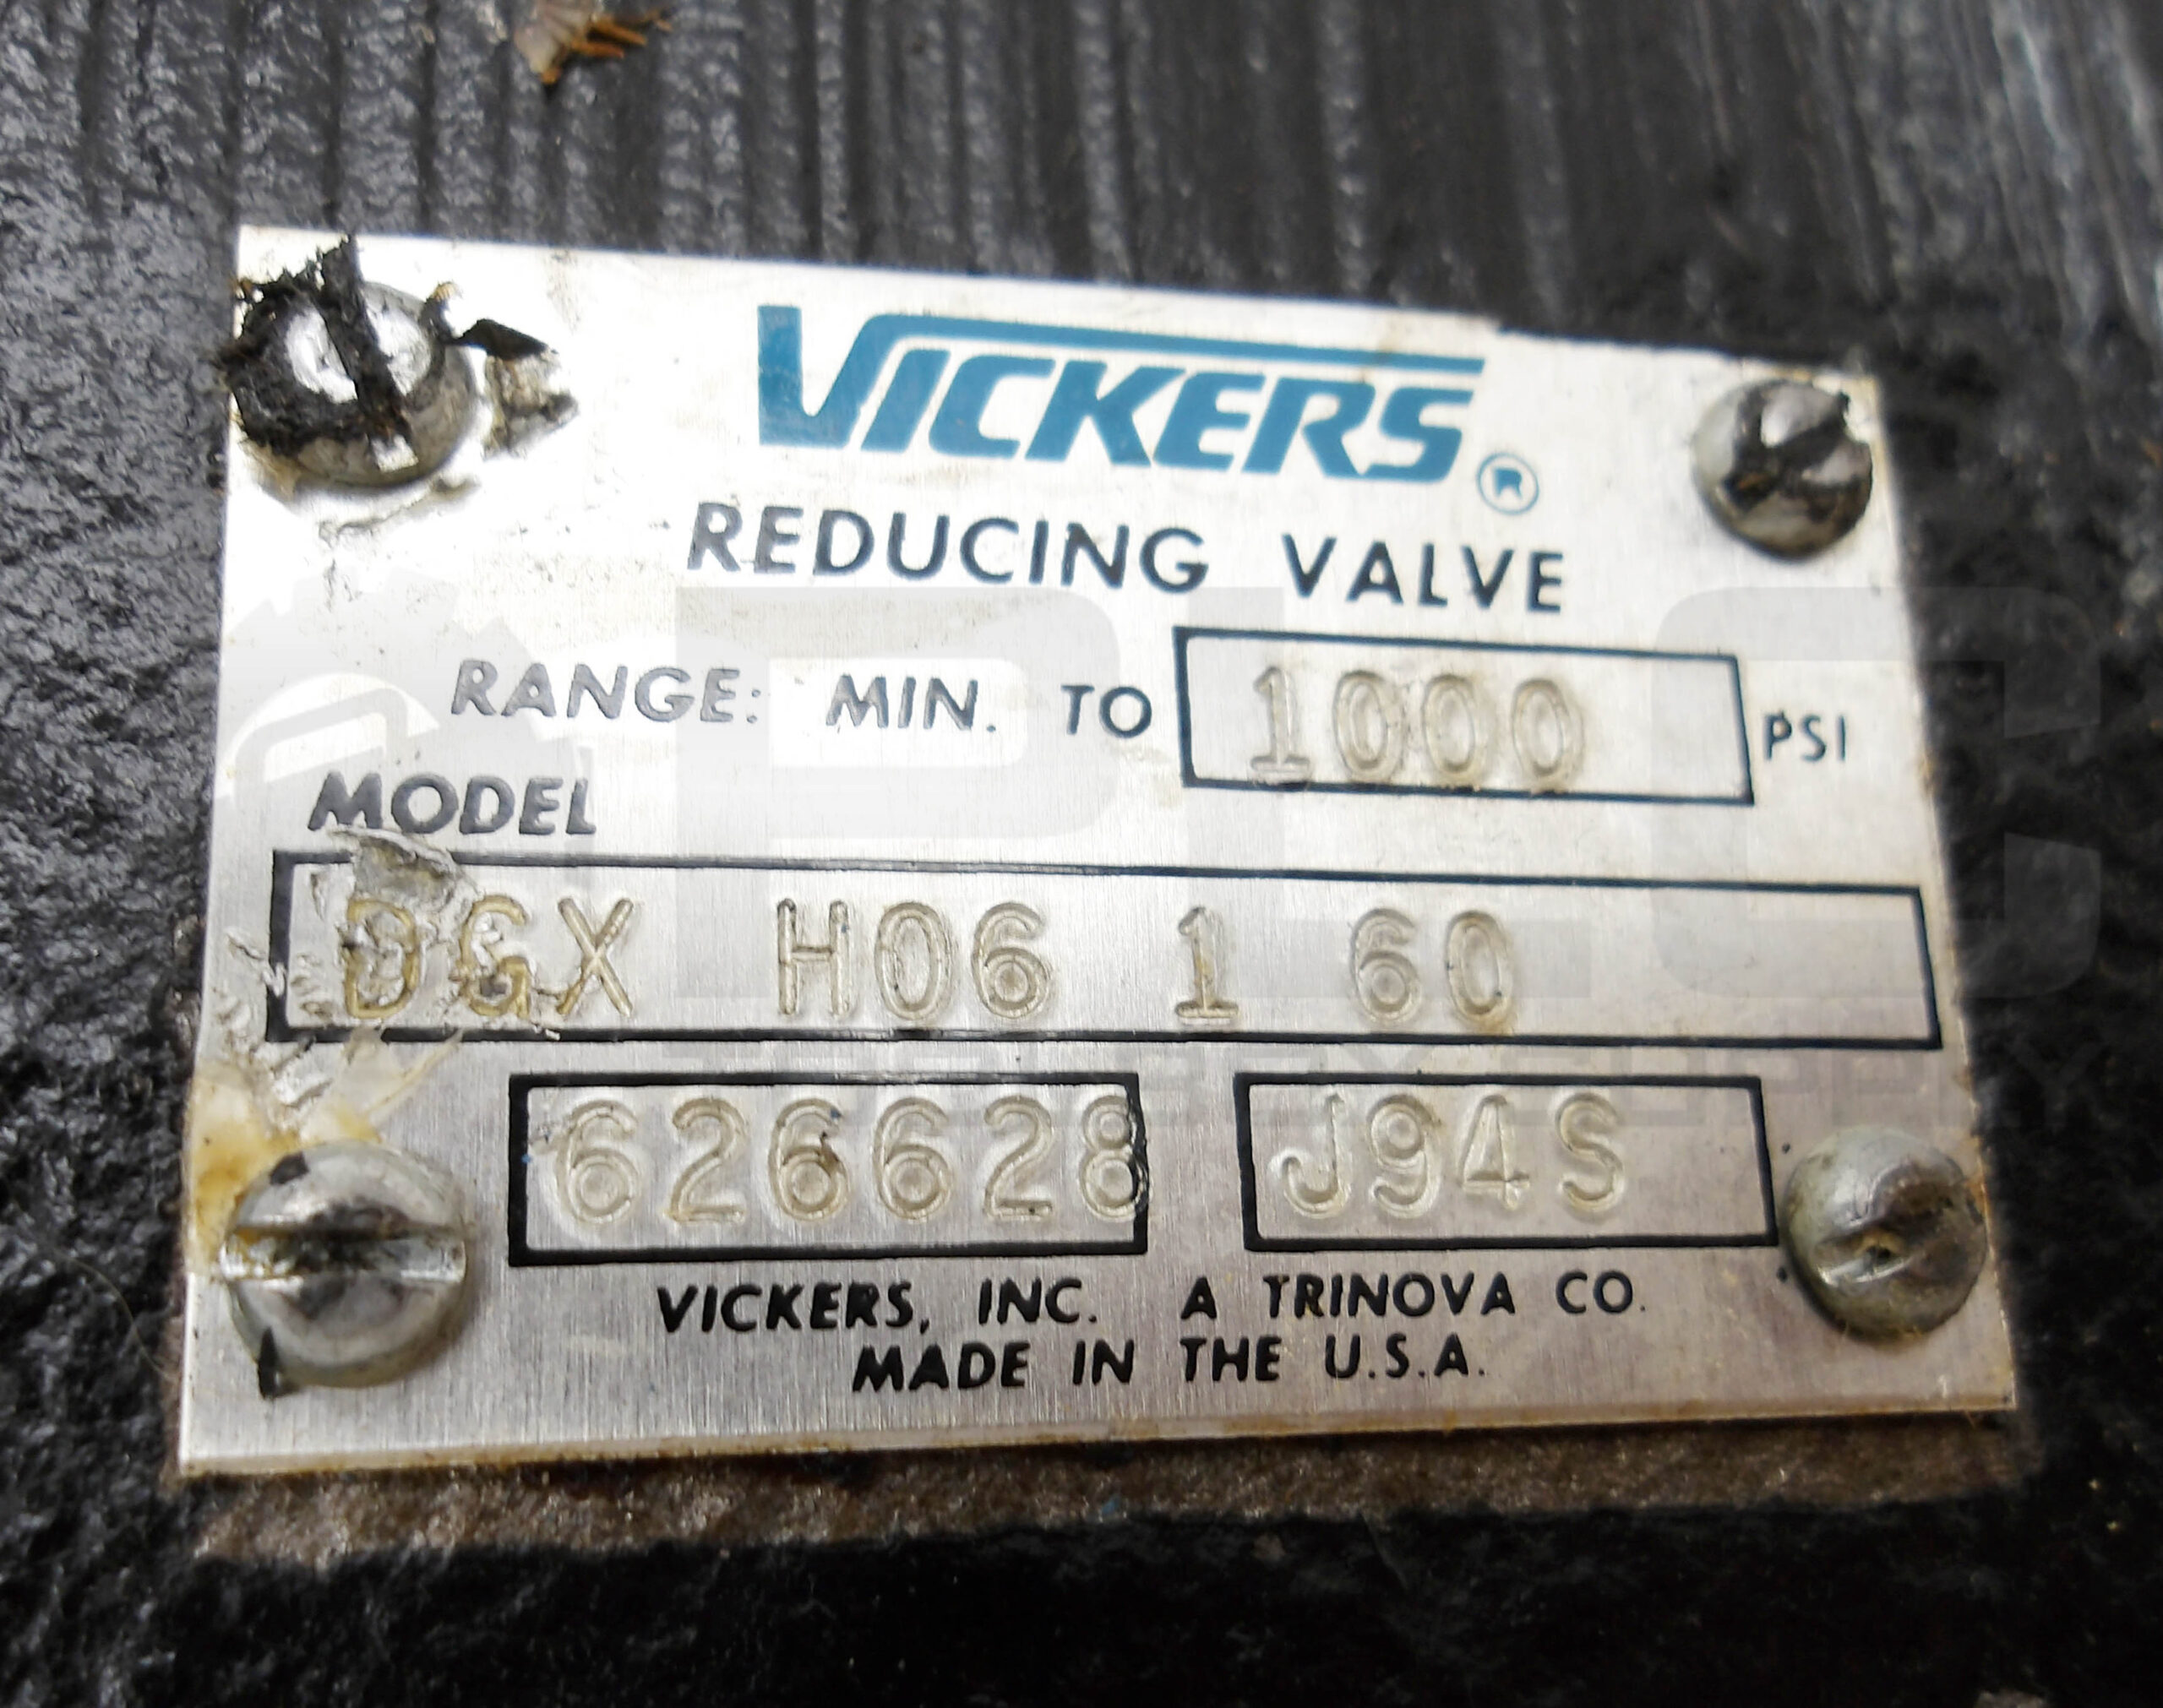 VICKERS®
REDUCING VALVE
RANGE: MIN. TO 1000 PSI
MODEL
DGX H06 1 60
626628 J94S
VICKERS, INC. A TRINOVA CO.
MADE IN THE U.S.A.
PLC